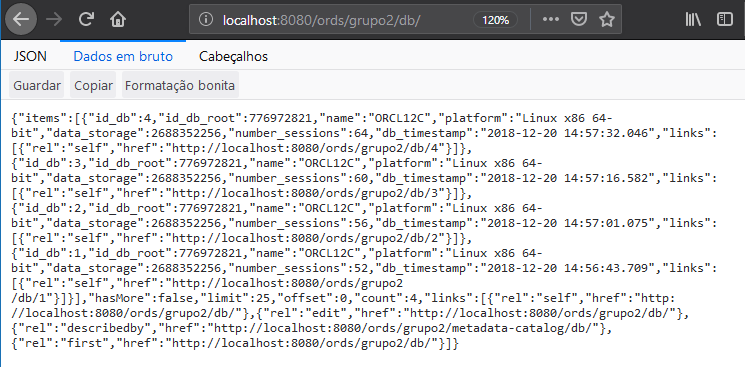 localhost:8080/ords/grupo2/db/ 120%
JSON Dados em bruto Cabeçalhos
Guardar Copiar Formatação bonita
{"items":[{"id_db":4,"id_db_root":776972821,"name":"ORCL12C","platform":"Linux x86 64-
bit","data_storage":2688352256,"number_sessions":64,"db_timestamp":"2018-12-20 14:57:32.046","links":
[{"rel":"self","href":"http://localhost:8080/ords/grupo2/db/4"}]},
{"id_db":3,"id_db_root":776972821,"name":"ORCL12C","platform":"Linux x86 64-
bit","data_storage":2688352256,"number_sessions":60,"db_timestamp":"2018-12-20 14:57:16.582","links":
[{"rel":"self","href":"http://localhost:8080/ords/grupo2/db/3"}]},
{"id_db":2,"id_db_root":776972821,"name":"ORCL12C","platform":"Linux x86 64-
bit","data_storage":2688352256,"number_sessions":56,"db_timestamp":"2018-12-20 14:57:01.075","links":
[{"rel":"self","href":"http://localhost:8080/ords/grupo2/db/2"}]},
{"id_db":1,"id_db_root":776972821,"name":"ORCL12C","platform":"Linux x86 64-
bit","data_storage":2688352256,"number_sessions":52,"db_timestamp":"2018-12-20 14:56:43.709","links":
[{"rel":"self","href":"http://localhost:8080/ords/grupo2
/db/1"}]}],"hasMore":false,"limit":25,"offset":0,"count":4,"links":[{"rel":"self","href":"http:
//localhost:8080/ords/grupo2/db/"},{"rel":"edit","href":"http://localhost:8080/ords/grupo2/db/"},
{"rel":"describedby","href":"http://localhost:8080/ords/grupo2/metadata-catalog/db/"},
{"rel":"first","href":"http://localhost:8080/ords/grupo2/db/"}]}